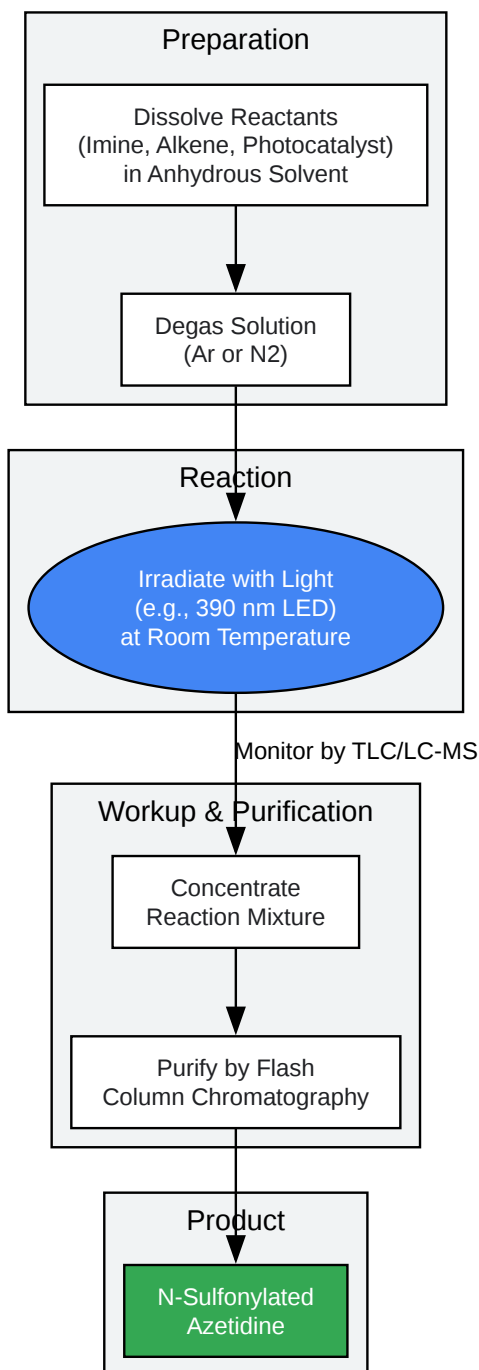 Preparation
Dissolve Reactants
(Imine, Alkene, Photocatalyst)
in Anhydrous Solvent
Degas Solution
(Ar or N2)
Reaction
Irradiate with Light
(e.g., 390 nm LED)
at Room Temperature
Monitor by TLC/LC-MS
Workup & Purification
Concentrate
Reaction Mixture
Purify by Flash
Column Chromatography
Product
N-Sulfonylated
Azetidine